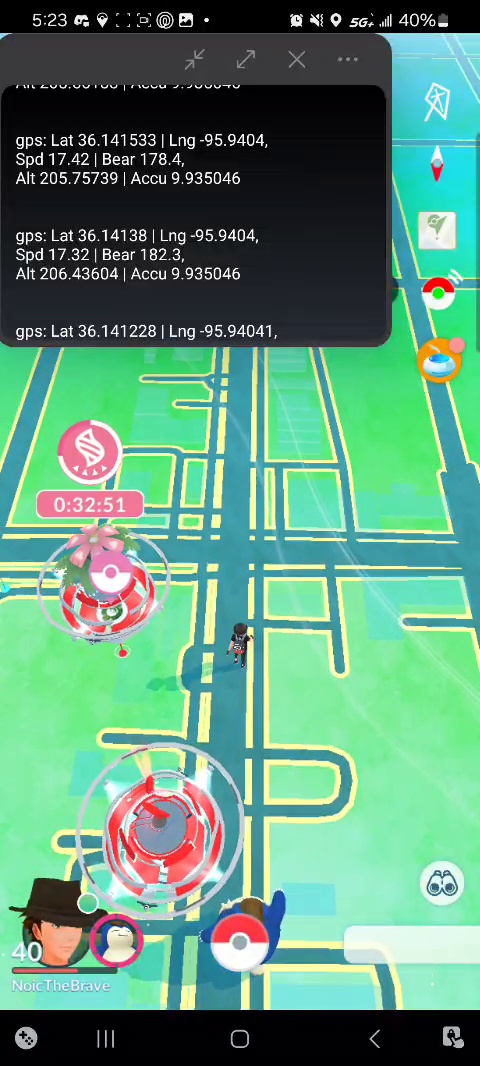 5:23
5G+
40%
gps: Lat 36.141533 | Lng -95.9404,
Spd 17.42 | Bear 178.4,
Alt 205.75739 | Accu 9.935046
gps: Lat 36.14138 | Lng -95.9404,
Spd 17.32 | Bear 182.3,
Alt 206.43604 | Accu 9.935046
gps: Lat 36.141228 | Lng -95.94041,
0:32:51
40
NoicTheBrave